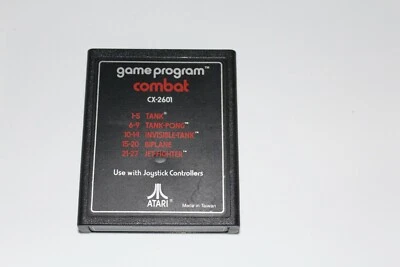 game program™
combat
CX-2601
1-5 TANK®
6-9 TANK-PONG™
10-14 INVISIBLE-TANK™
15-20 BIPLANE
21-27 JET-FIGHTER™
Use with Joystick Controllers
ATARI®
Made in Taiwan